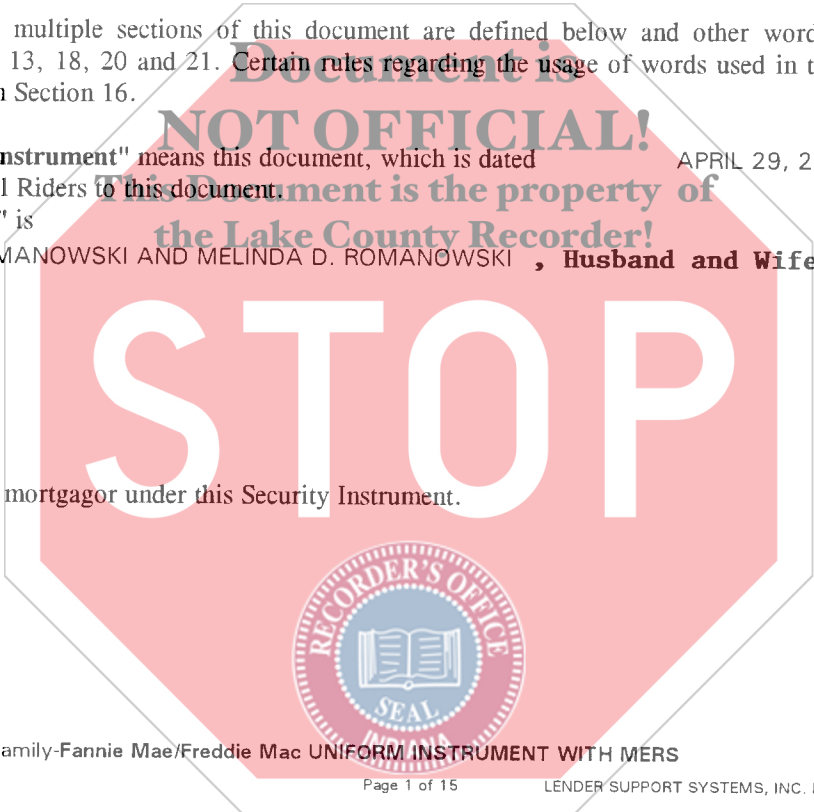 multiple sections of this document are defined below and other word
13, 18, 20 and 21. Certain rules regarding the usage of words used in t
Section 16.
Document is
NOT OFFICIAL!
This Document is the property of
the Lake County Recorder!
nstrument" means this document, which is dated APRIL 29, 2
l Riders to this document.
" is
MANOWSKI AND MELINDA D. ROMANOWSKI , Husband and Wife
STOP
mortgagor under this Security Instrument.
RECORDER'S OFFICE
SEAL
INDIANA
amily-Fannie Mae/Freddie Mac UNIFORM INSTRUMENT WITH MERS
Page 1 of 15 LENDER SUPPORT SYSTEMS, INC.